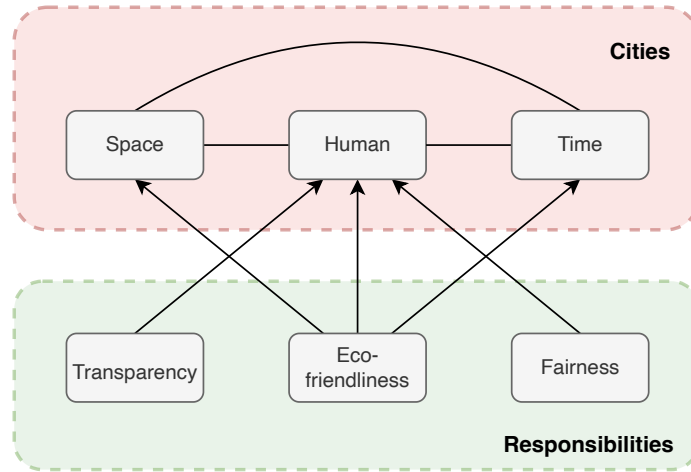 Cities
Space
Human
Time
Transparency
Eco-
friendliness
Fairness
Responsibilities